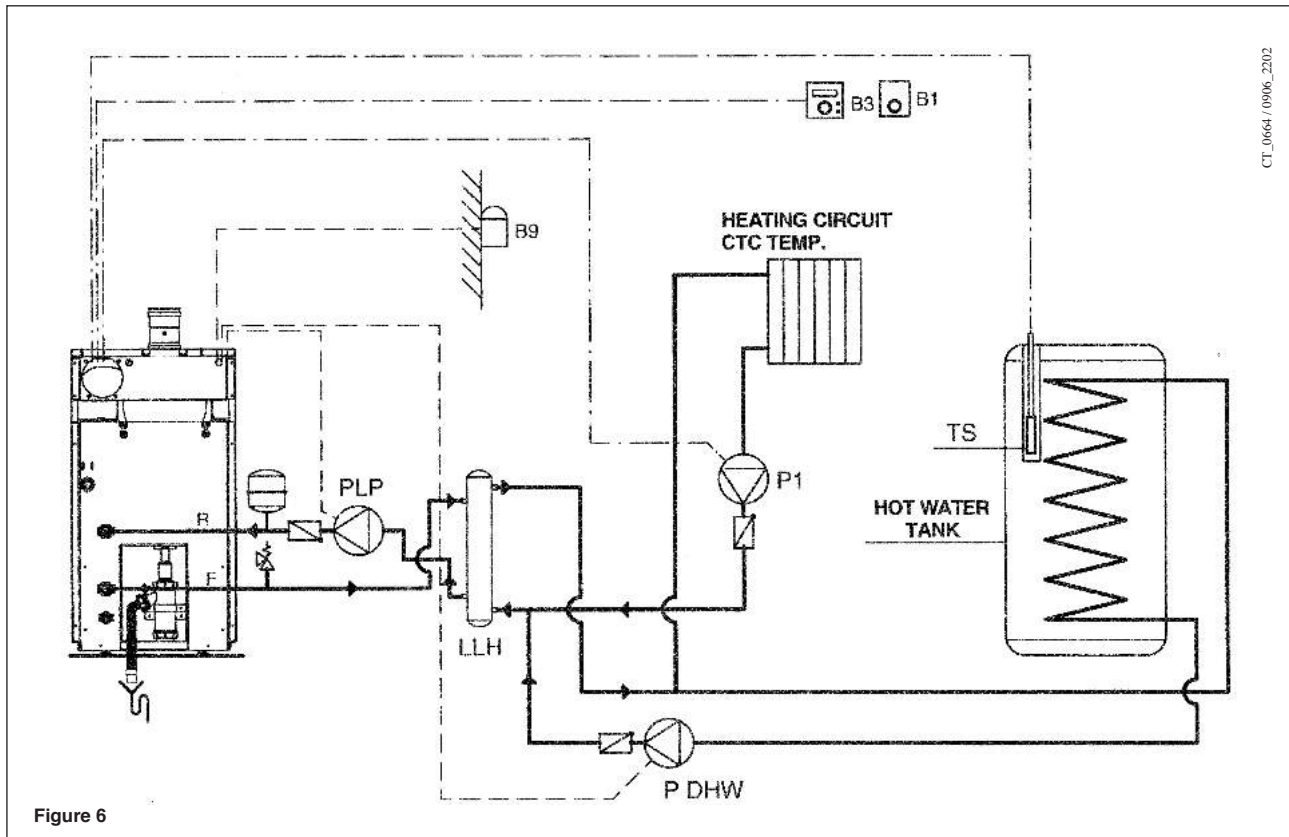 CT_0664 / 0906_2202
B3
B1
B9
HEATING CIRCUIT
CTC TEMP.
TS
PLP
P1
HOT WATER
TANK
R
F
LLH
P DHW
Figure 6